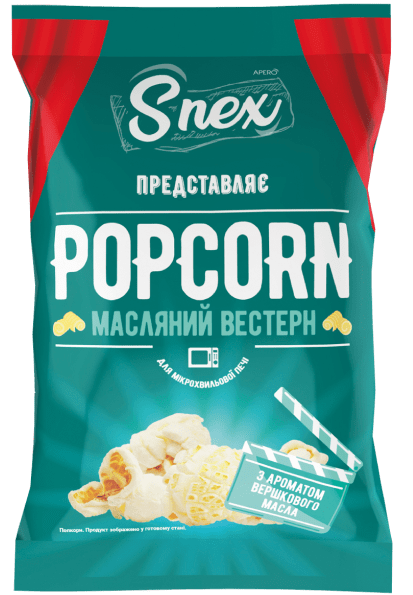 APERO
Snex
ПРЕДСТАВЛЯЄ
POPCORN
МАСЛЯНИЙ ВЕСТЕРН
ДЛЯ МІКРОХВИЛЬОВОЇ ПЕЧІ
З АРОМАТОМ
ВЕРШКОВОГО
МАСЛА
Попкорн. Продукт зображено у готовому стані.